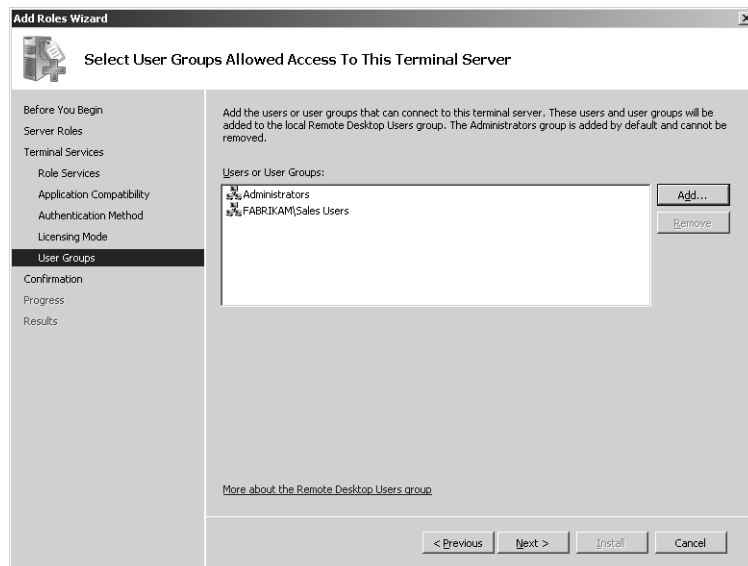 Add Roles Wizard
Select User Groups Allowed Access To This Terminal Server
Before You Begin
Server Roles
Terminal Services
Role Services
Application Compatibility
Authentication Method
Licensing Mode
User Groups
Confirmation
Progress
Results
Add the users or user groups that can connect to this terminal server. These users and user groups will be
added to the local Remote Desktop Users group. The Administrators group is added by default and cannot be
removed.
Users or User Groups:
Administrators
FABRIKAM\Sales Users
Add...
Remove
More about the Remote Desktop Users group
< Previous
Next >
Install
Cancel